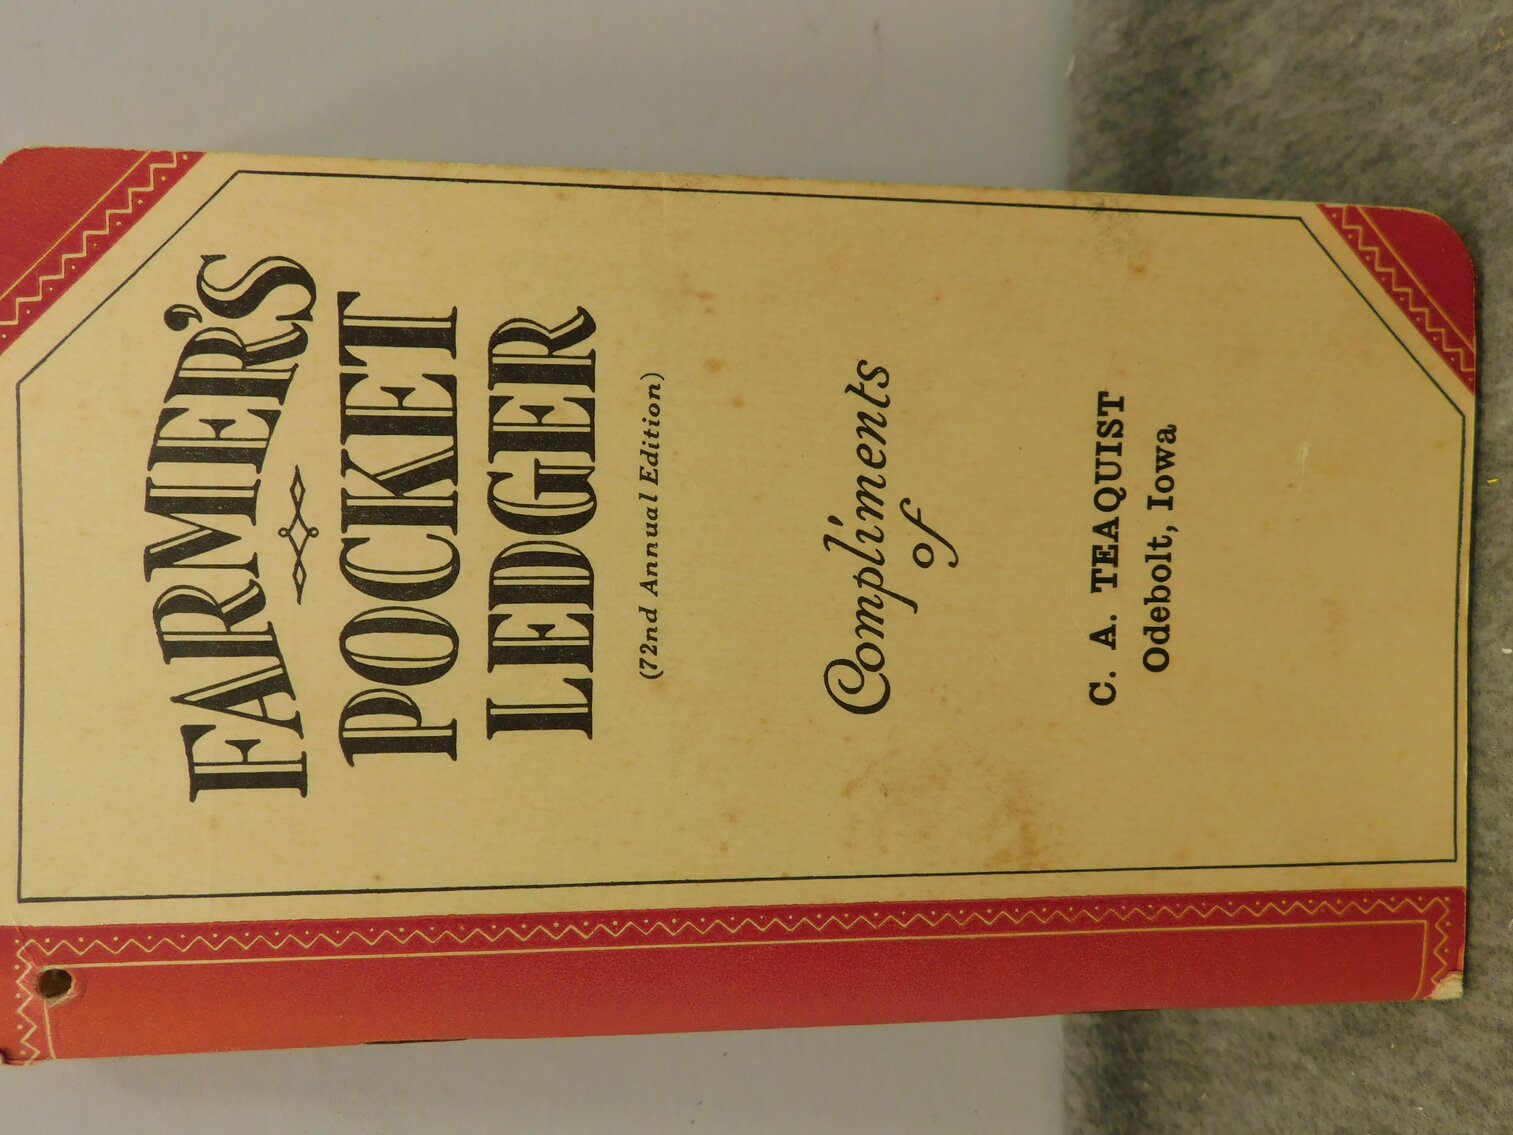 FARMER'S
POCKET
LEDGER
(72nd Annual Edition)
Compliments
of
C. A. TEAQUIST
Odebolt, Iowa